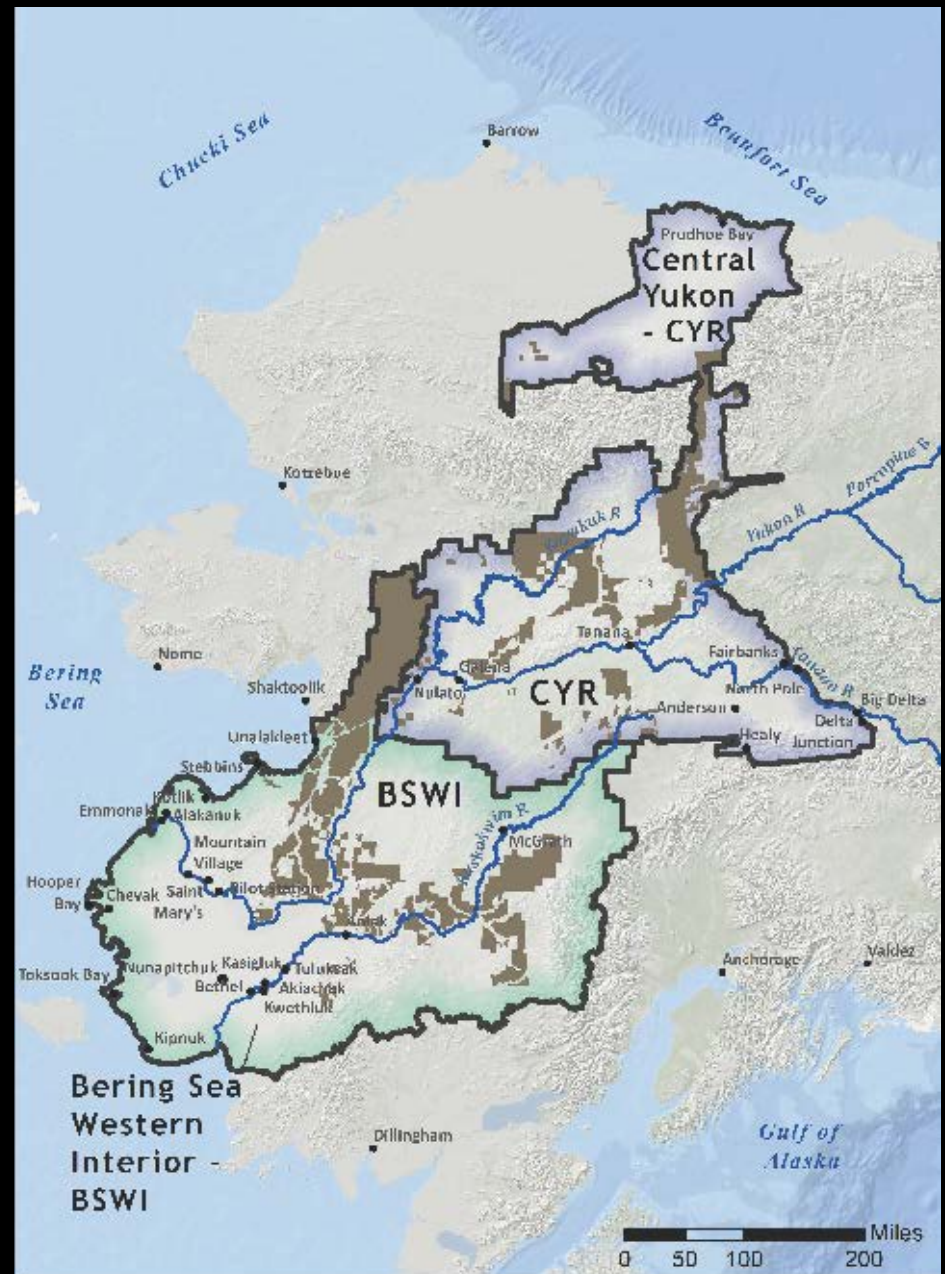 Chucki Sea
Beaufort Sea
Barrow
Prudhoe Bay
Central
Yukon
- CYR
Kotzebue
Porcupine R
Yukon R
Koyukuk R
Nome
Bering
Sea
Shaktoolik
Tanana
Galena
Nulato
CYR
Fairbanks
Tanana R
North Pole
Big Delta
Anderson
Delta
Junction
Healy
Unalakleet
Stebbins
BSWI
Kotlik
Emmonak
Alakanuk
Kuskokwim R
McGrath
Mountain
Village
Hooper
Bay
Chevak
Saint
Mary's
Pilot Station
Aniak
Anchorage
Valdez
Toksook Bay
Nunapitchuk
Kasigluk
Tuluksak
Bethel
Akiachak
Kwethluk
Kipnuk
Bering Sea
Western
Interior -
BSWI
Dillingham
Gulf of
Alaska
Miles
0 50 100 200